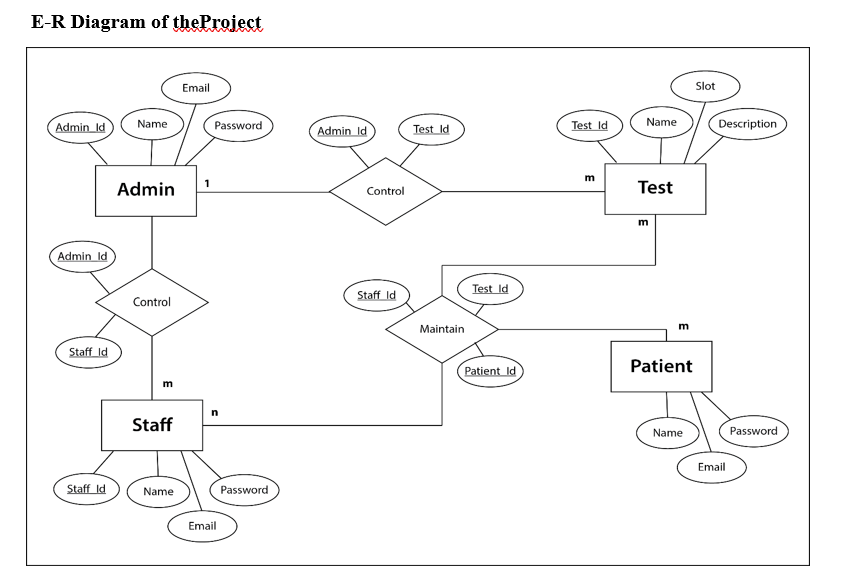 E-R Diagram of theProject
Email
Slot
Admin_Id
Name
Password
Admin_Id
Test_Id
Test_Id
Name
Description
Admin
1
Control
m
Test
m
Admin_Id
Control
Staff_Id
Test_Id
Maintain
m
Staff_Id
Patient_Id
Patient
m
n
Staff
Name
Password
Email
Staff_Id
Name
Password
Email